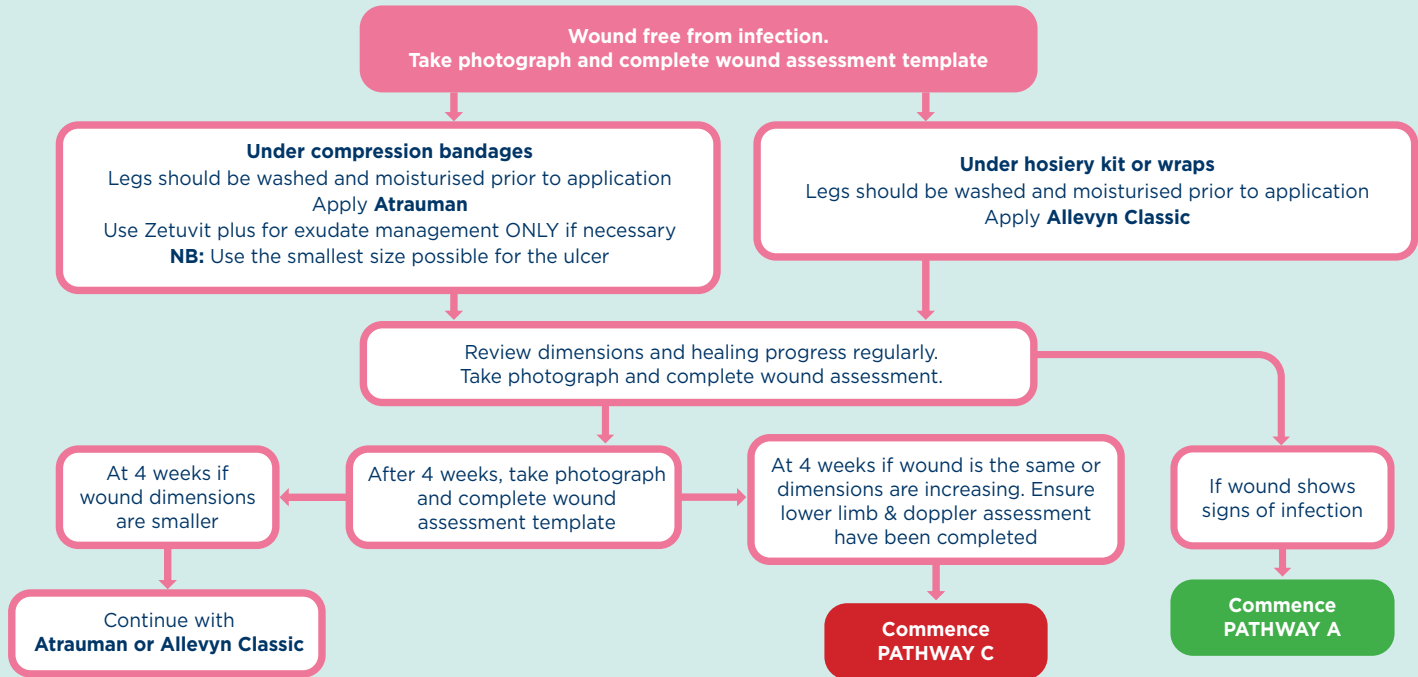 Wound free from infection.
Take photograph and complete wound assessment template
Under compression bandages
Legs should be washed and moisturised prior to application
Apply Atrauman
Use Zetuvit plus for exudate management ONLY if necessary
NB: Use the smallest size possible for the ulcer
Under hosiery kit or wraps
Legs should be washed and moisturised prior to application
Apply Allevyn Classic
Review dimensions and healing progress regularly.
Take photograph and complete wound assessment.
At 4 weeks if
wound dimensions
are smaller
After 4 weeks, take photograph
and complete wound
assessment template
At 4 weeks if wound is the same or
dimensions are increasing. Ensure
lower limb & doppler assessment
have been completed
If wound shows
signs of infection
Continue with
Atrauman or Allevyn Classic
Commence
PATHWAY C
Commence
PATHWAY A